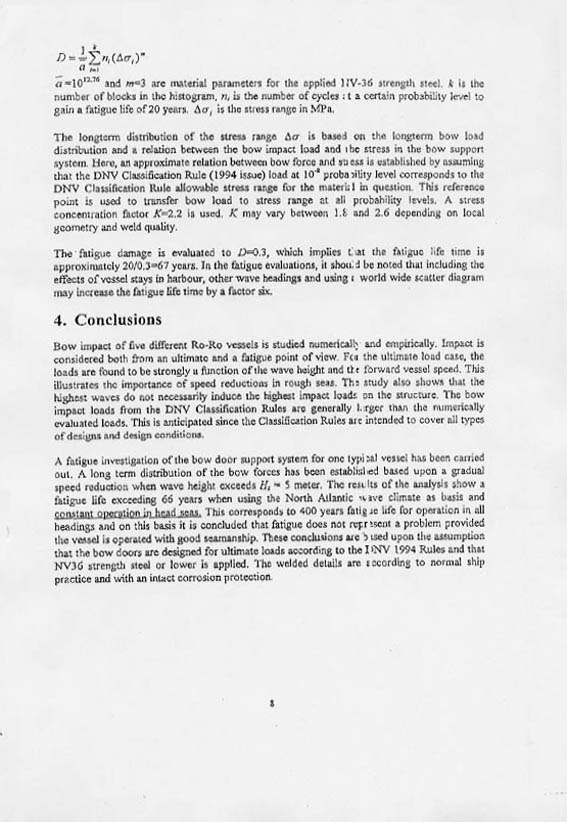 D = 1/a̅ ∑ᵢ₌₁ᵏ nᵢ(Δσᵢ)ᵐ
a̅ =10¹²·⁷⁶ and m=3 are material parameters for the applied NV-36 strength steel. k is the
number of blocks in the histogram, nᵢ is the number of cycles at a certain probability level to
gain a fatigue life of 20 years. Δσᵢ is the stress range in MPa.
The longterm distribution of the stress range Δσ is based on the longterm bow load
distribution and a relation between the bow impact load and the stress in the bow support
system. Here, an approximate relation between bow force and stress is established by assuming
that the DNV Classification Rule (1994 issue) load at 10⁻⁸ probability level corresponds to the
DNV Classification Rule allowable stress range for the material in question. This reference
point is used to transfer bow load to stress range at all probability levels. A stress
concentration factor K=2.2 is used. K may vary between 1.8 and 2.6 depending on local
geometry and weld quality.
The fatigue damage is evaluated to D=0.3, which implies that the fatigue life time is
approximately 20/0.3=67 years. In the fatigue evaluations, it should be noted that including the
effects of vessel stays in harbour, other wave headings and using a world wide scatter diagram
may increase the fatigue life time by a factor six.
4. Conclusions
Bow impact of five different Ro-Ro vessels is studied numerically and empirically. Impact is
considered both from an ultimate and a fatigue point of view. For the ultimate load case, the
loads are found to be strongly a function of the wave height and the forward vessel speed. This
illustrates the importance of speed reductions in rough seas. The study also shows that the
highest waves do not necessarily induce the highest impact loads on the structure. The bow
impact loads from the DNV Classification Rules are generally larger than the numerically
evaluated loads. This is anticipated since the Classification Rules are intended to cover all types
of designs and design conditions.
A fatigue investigation of the bow door support system for one typical vessel has been carried
out. A long term distribution of the bow forces has been established based upon a gradual
speed reduction when wave height exceeds Hₛ = 5 meter. The results of the analysis show a
fatigue life exceeding 66 years when using the North Atlantic wave climate as basis and
constant operation in head seas. This corresponds to 400 years fatigue life for operation in all
headings and on this basis it is concluded that fatigue does not represent a problem provided
the vessel is operated with good seamanship. These conclusions are based upon the assumption
that the bow doors are designed for ultimate loads according to the DNV 1994 Rules and that
NV36 strength steel or lower is applied. The welded details are according to normal ship
practice and with an intact corrosion protection.
8